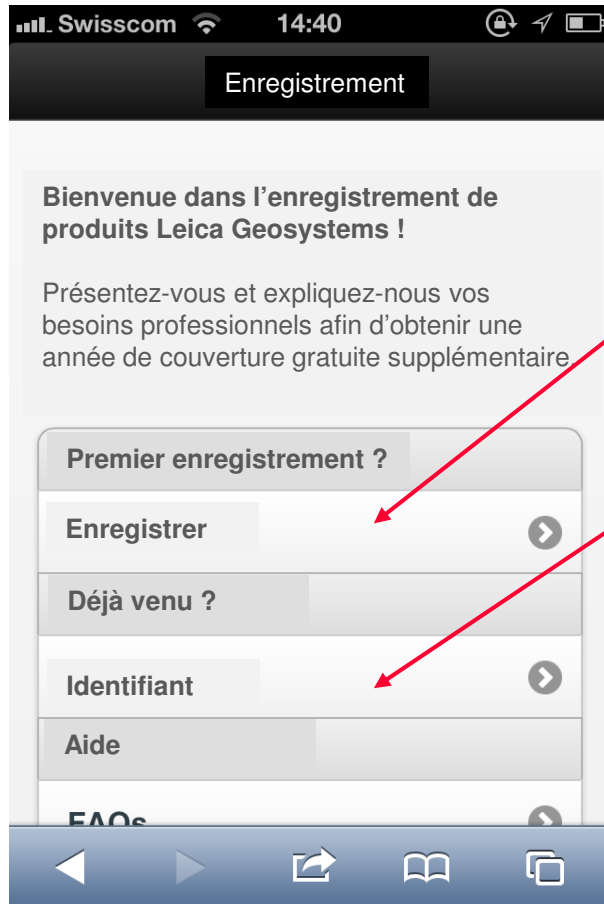 Swisscom 14:40
Enregistrement
Bienvenue dans l’enregistrement de
produits Leica Geosystems !
Présentez-vous et expliquez-nous vos
besoins professionnels afin d’obtenir une
année de couverture gratuite supplémentaire.
Premier enregistrement ?
Enregistrer
Déjà venu ?
Identifiant
Aide
FAQs